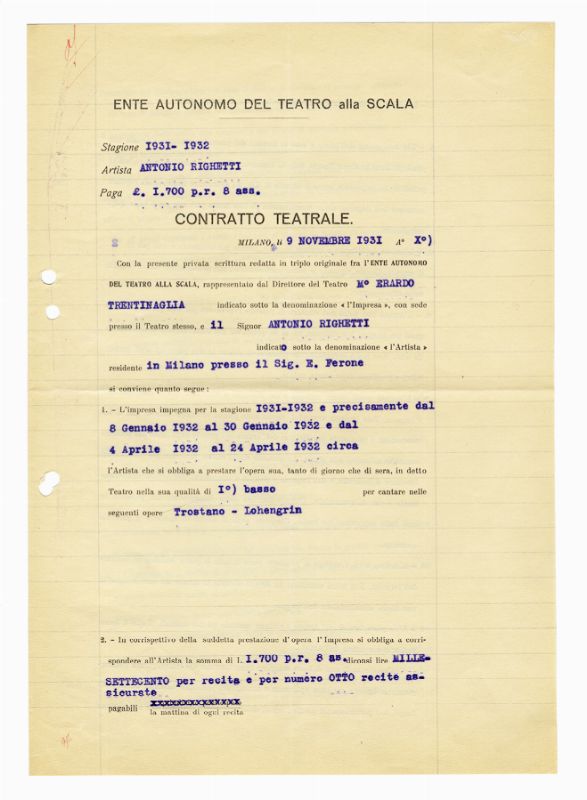 ENTE AUTONOMO DEL TEATRO alla SCALA
Stagione 1931- 1932
Artista ANTONIO RIGHETTI
Paga £. 1.700 p.r. 8 ass.
CONTRATTO TEATRALE.
MILANO, li 9 NOVEMBRE 1931 A° X°)
Con la presente privata scrittura redatta in triplo originale fra l'ENTE AUTONORO
DEL TEATRO ALLA SCALA, rappresentato dal Direttore del Teatro M° ERARDO
TRENTINAGLIA indicato sotto la denominazione « l'Impresa », con sede
presso il Teatro stesso, e il Signor ANTONIO RIGHETTI
indicato sotto la denominazione « l'Artista »
residente in Milano presso il Sig. E. Ferone
si conviene quanto segue :
1. - L'impresa impegna per la stagione 1931-1932 e precisamente dal
8 Gennaio 1932 al 30 Gennaio 1932 e dal
4 Aprile 1932 al 24 Aprile 1932 circa
l'Artista che si obbliga a prestare l'opera sua, tanto di giorno che di sera, in detto
Teatro nella sua qualità di I°) basso per cantare nelle
seguenti opere Trostano - Lohengrin
2. - In corrispettivo della suddetta prestazione d'opera l'Impresa si obbliga a corri-
spondere all'Artista la somma di L. 1.700 p.r. 8 as. diconsi lire MILLE-
SETTECENTO per recita e per numero OTTO recite as-
sicurate
pagabili xxxxxxxxxxxxxx
la mattina di ogni recita